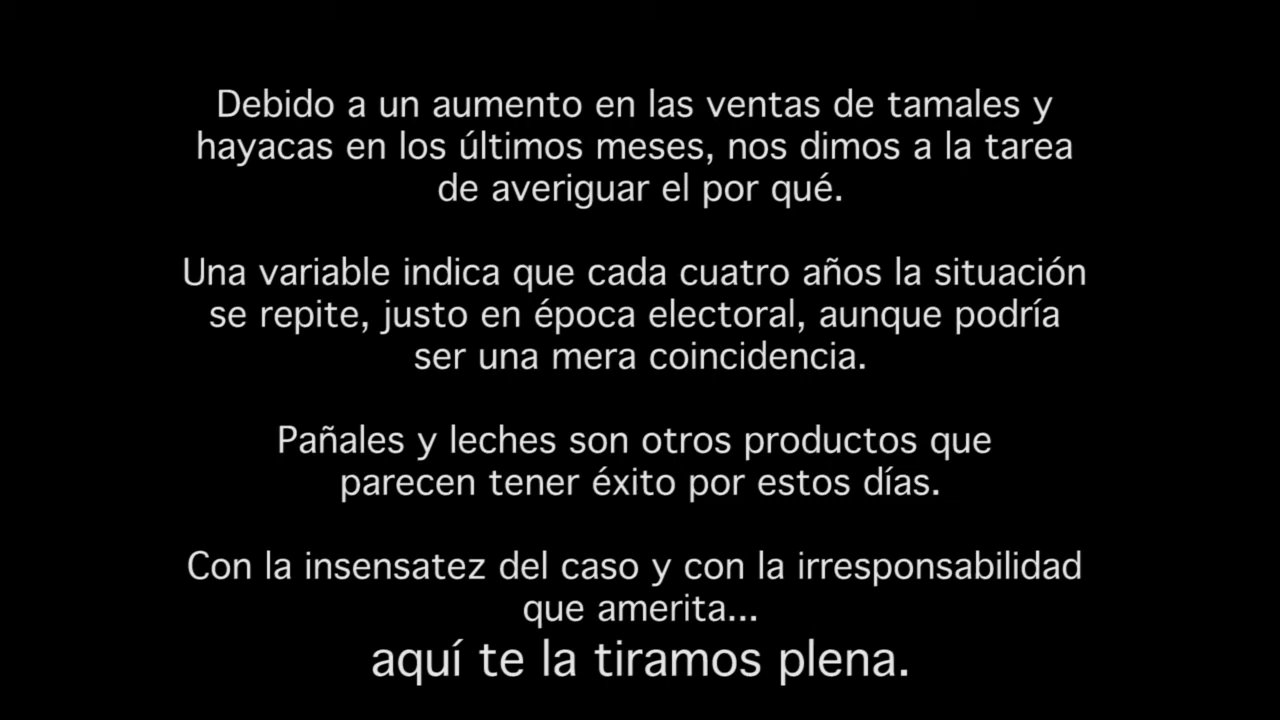 Debido a un aumento en las ventas de tamales y
hayacas en los últimos meses, nos dimos a la tarea
de averiguar el por qué.
Una variable indica que cada cuatro años la situación
se repite, justo en época electoral, aunque podría
ser una mera coincidencia.
Pañales y leches son otros productos que
parecen tener éxito por estos días.
Con la insensatez del caso y con la irresponsabilidad
que amerita...
aquí te la tiramos plena.